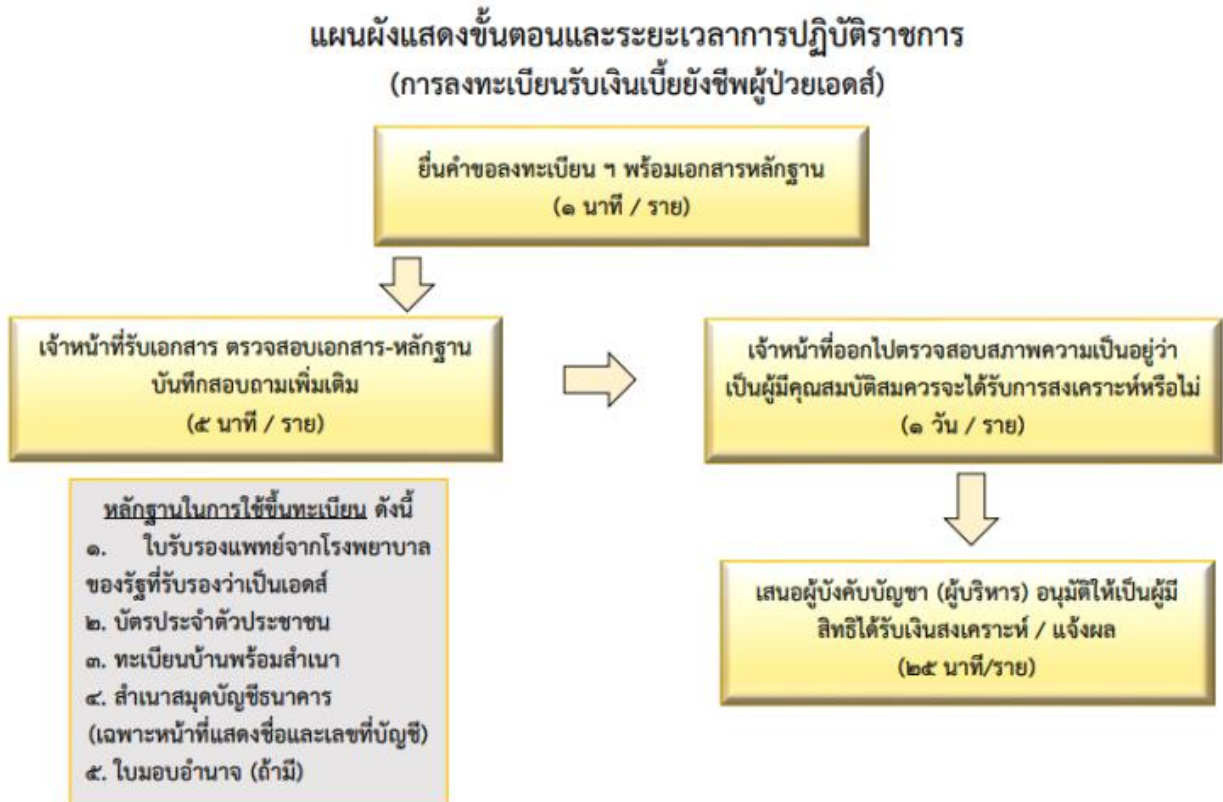 แผนผังแสดงขั้นตอนและระยะเวลาการปฏิบัติราชการ
(การลงทะเบียนรับเงินเบี้ยยังชีพผู้ป่วยเอดส์)
ยื่นคำขอลงทะเบียน ฯ พร้อมเอกสารหลักฐาน
(๑ นาที / ราย)
เจ้าหน้าที่รับเอกสาร ตรวจสอบเอกสาร-หลักฐาน
บันทึกสอบถามเพิ่มเติม
(๕ นาที / ราย)
เจ้าหน้าที่ออกไปตรวจสอบสภาพความเป็นอยู่ว่า
เป็นผู้มีคุณสมบัติสมควรจะได้รับการสงเคราะห์หรือไม่
(๑ วัน / ราย)
หลักฐานในการใช้ขึ้นทะเบียน ดังนี้
๑. ใบรับรองแพทย์จากโรงพยาบาล
ของรัฐที่รับรองว่าเป็นเอดส์
๒. บัตรประจำตัวประชาชน
๓. ทะเบียนบ้านพร้อมสำเนา
๔. สำเนาสมุดบัญชีธนาคาร
(เฉพาะหน้าที่แสดงชื่อและเลขที่บัญชี)
๕. ใบมอบอำนาจ (ถ้ามี)
เสนอผู้บังคับบัญชา (ผู้บริหาร) อนุมัติให้เป็นผู้มี
สิทธิได้รับเงินสงเคราะห์ / แจ้งผล
(๒๕ นาที/ราย)